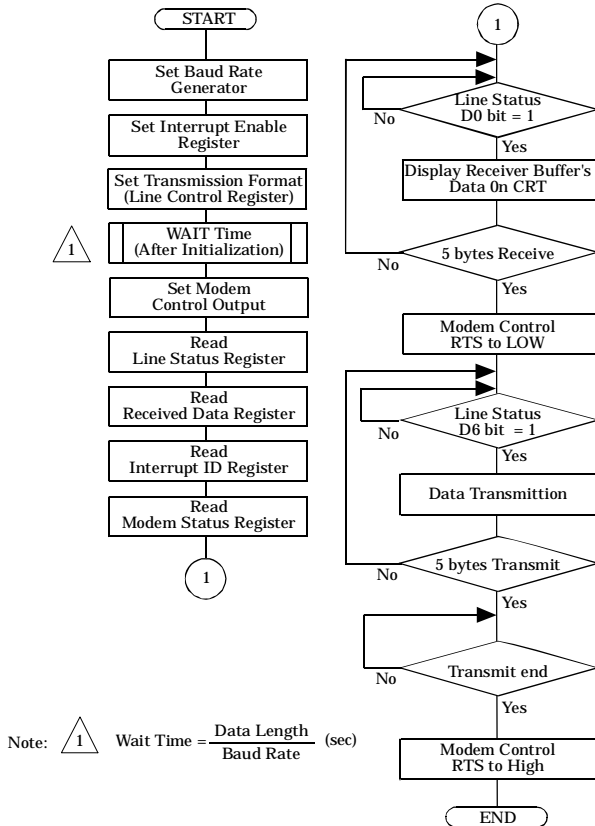 START
Set Baud Rate
Generator
Set Interrupt Enable
Register
Set Transmission Format
(Line Control Register)
1
WAIT Time
(After Initialization)
Set Modem
Control Output
Read
Line Status Register
Read
Received Data Register
Read
Interrupt ID Register
Read
Modem Status Register
1
1
Line Status
D0 bit = 1
No
Yes
Display Receiver Buffer's
Data 0n CRT
5 bytes Receive
No
Yes
Modem Control
RTS to LOW
Line Status
D6 bit = 1
No
Yes
Data Transmittion
5 bytes Transmit
No
Yes
Transmit end
No
Yes
Modem Control
RTS to High
END
Note: 1 Wait Time = Data Length (sec)
Baud Rate